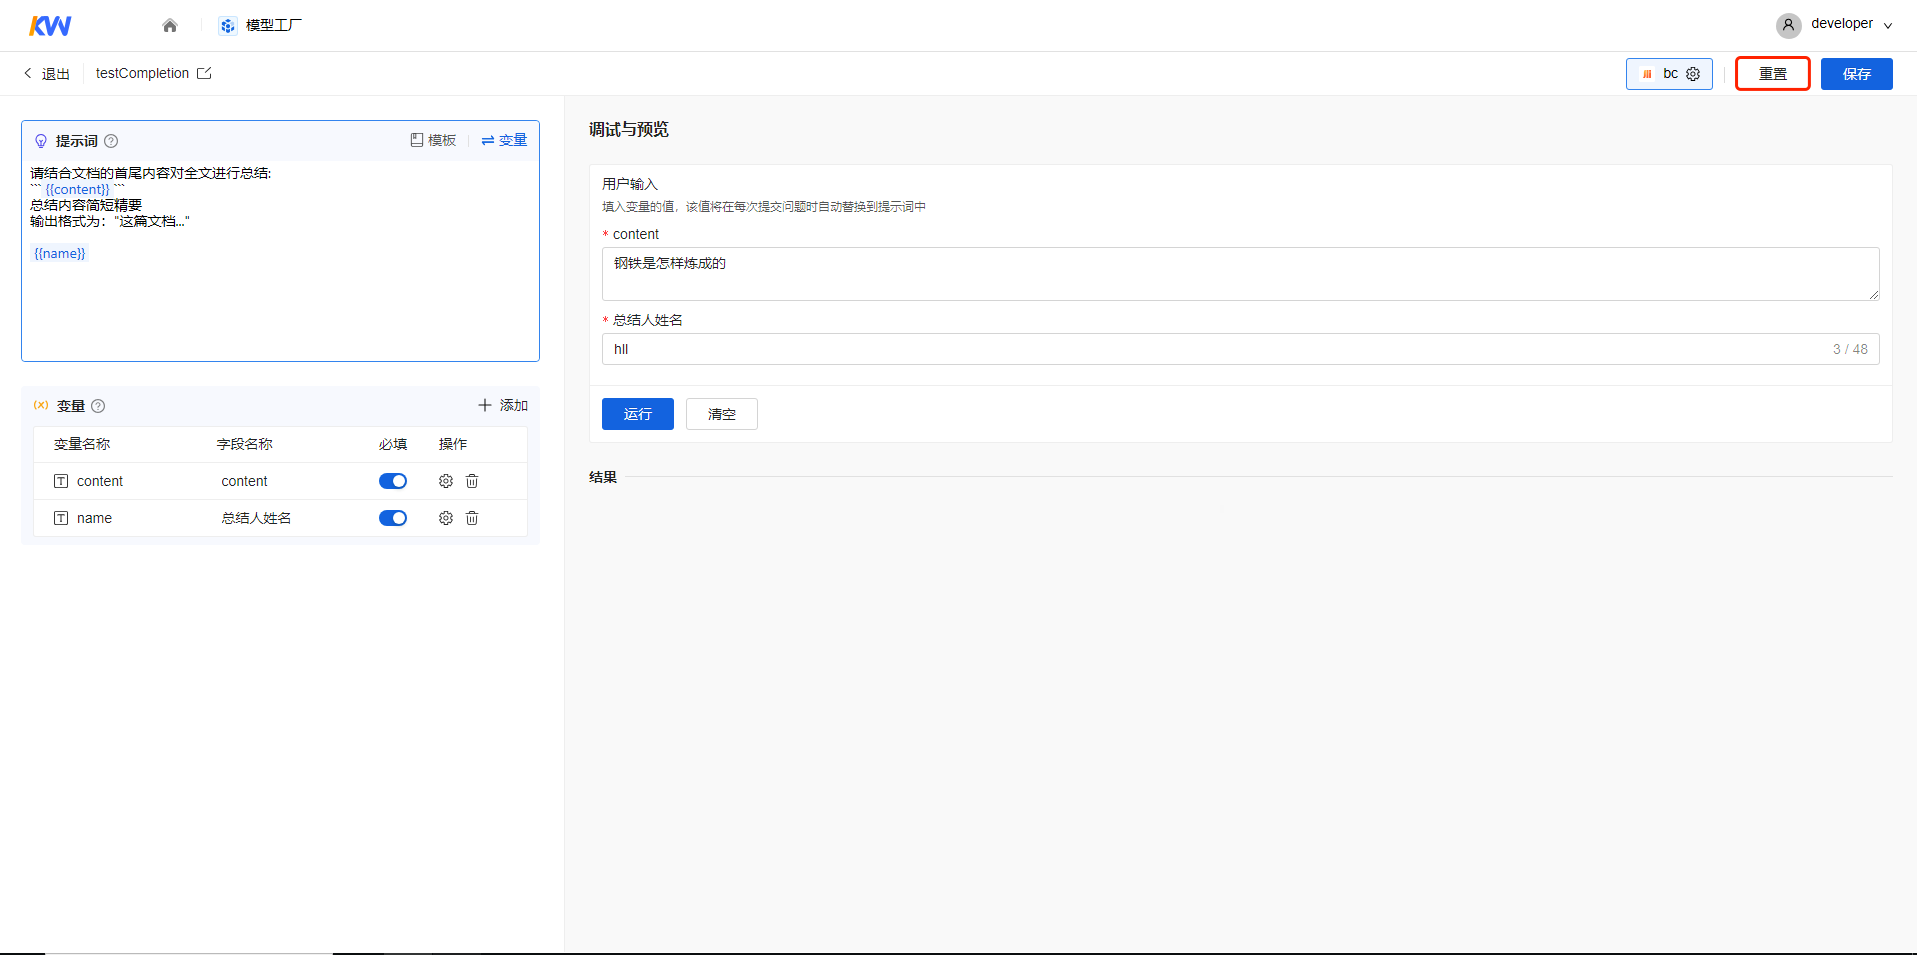 KW
模型工厂
developer
退出
testCompletion
bc
重置
保存
提示词
模板
变量
请结合文档的首尾内容对全文进行总结:
``` {{content}} ```
总结内容简短精要
输出格式为："这篇文档..."
{{name}}
(x) 变量
添加
变量名称 字段名称 必填 操作
T content content
T name 总结人姓名
调试与预览
用户输入
填入变量的值，该值将在每次提交问题时自动替换到提示词中
* content
钢铁是怎样炼成的
* 总结人姓名
hll 3 / 48
运行 清空
结果